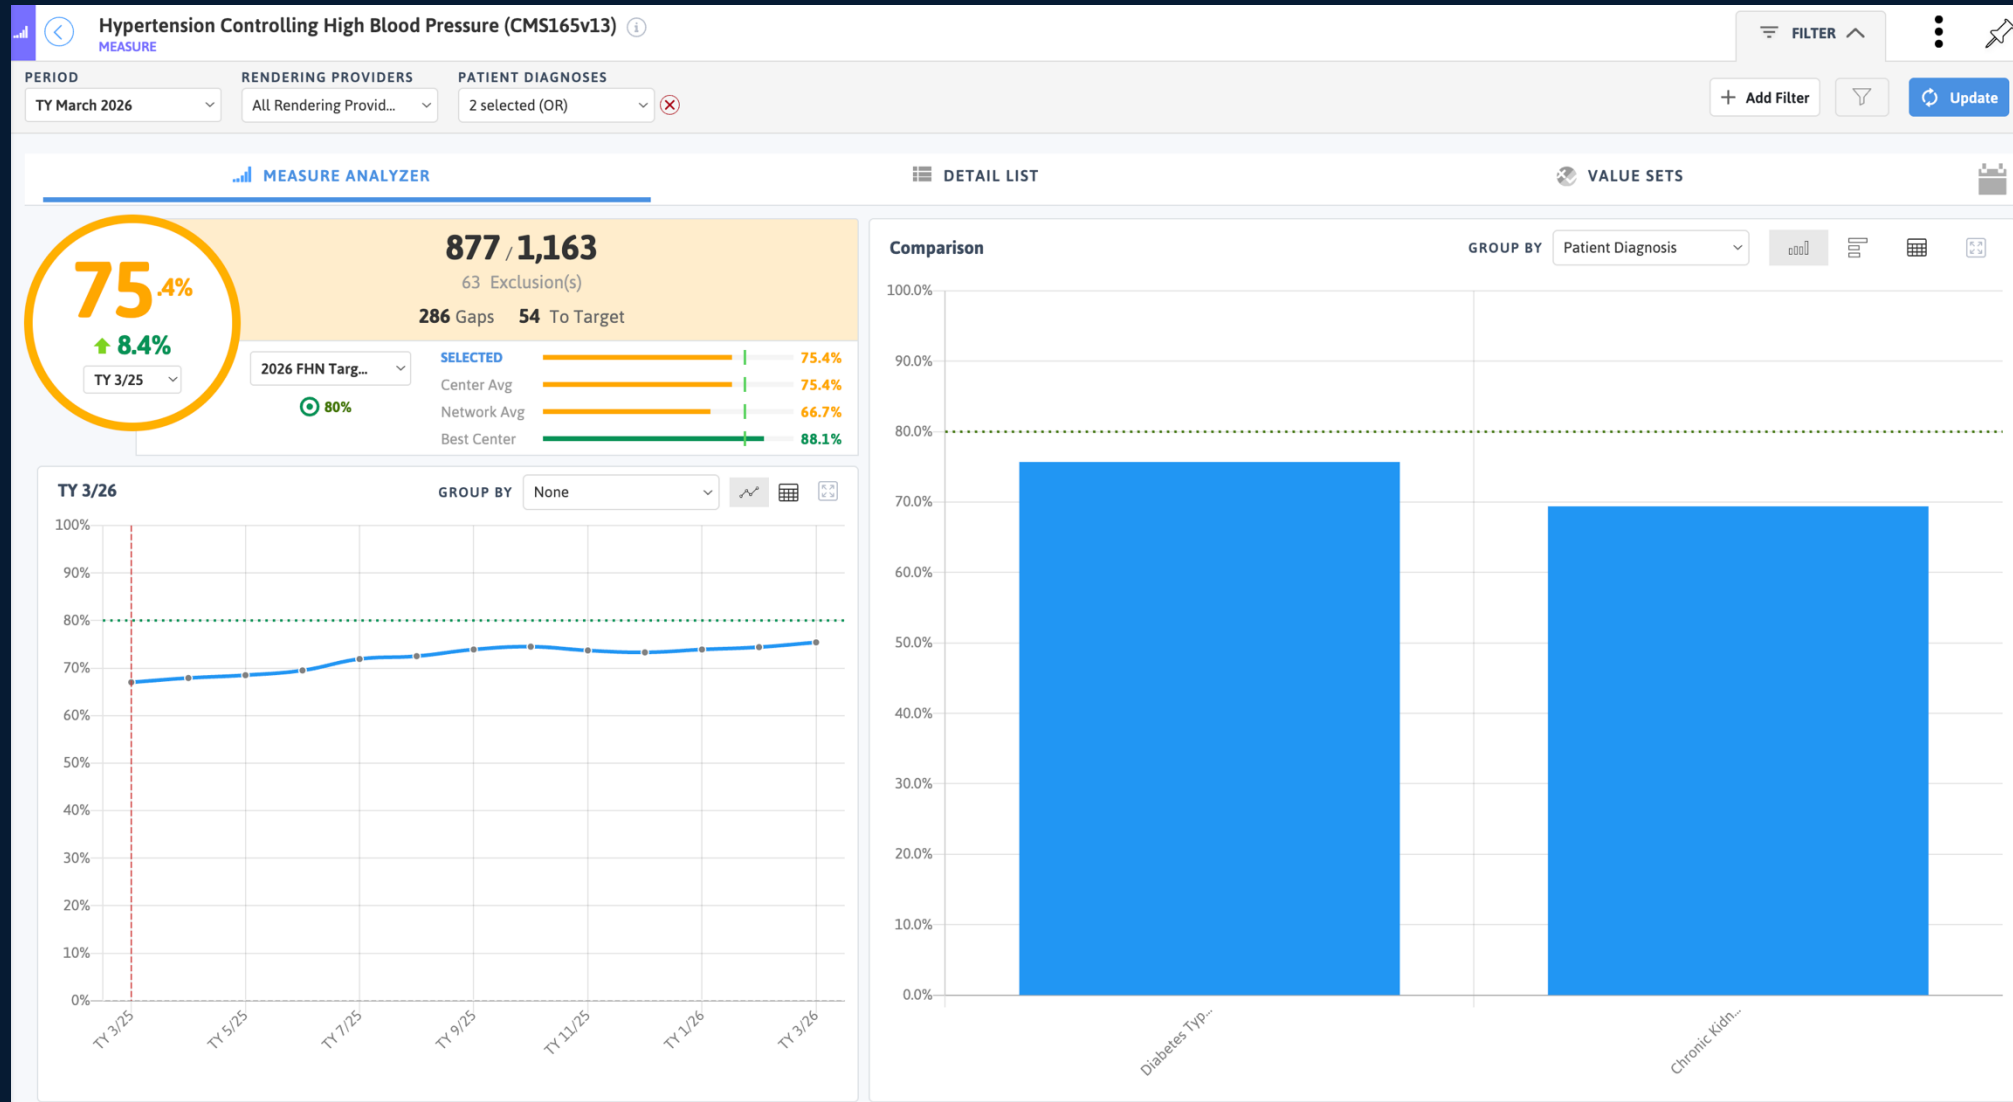 Hypertension Controlling High Blood Pressure (CMS165v13)
MEASURE
FILTER
PERIOD
RENDERING PROVIDERS
PATIENT DIAGNOSES
TY March 2026
All Rendering Provid...
2 selected (OR)
+ Add Filter
Update
MEASURE ANALYZER
DETAIL LIST
VALUE SETS
75.4%
8.4%
TY 3/25
877 / 1,163
63 Exclusion(s)
286 Gaps 54 To Target
2026 FHN Targ...
80%
SELECTED 75.4%
Center Avg 75.4%
Network Avg 66.7%
Best Center 88.1%
TY 3/26
GROUP BY
None
100%
90%
80%
70%
60%
50%
40%
30%
20%
10%
0%
TY 3/25
TY 5/25
TY 7/25
TY 9/25
TY 11/25
TY 1/26
TY 3/26
Comparison
GROUP BY
Patient Diagnosis
100.0%
90.0%
80.0%
70.0%
60.0%
50.0%
40.0%
30.0%
20.0%
10.0%
0.0%
Diabetes Typ...
Chronic Kidn...